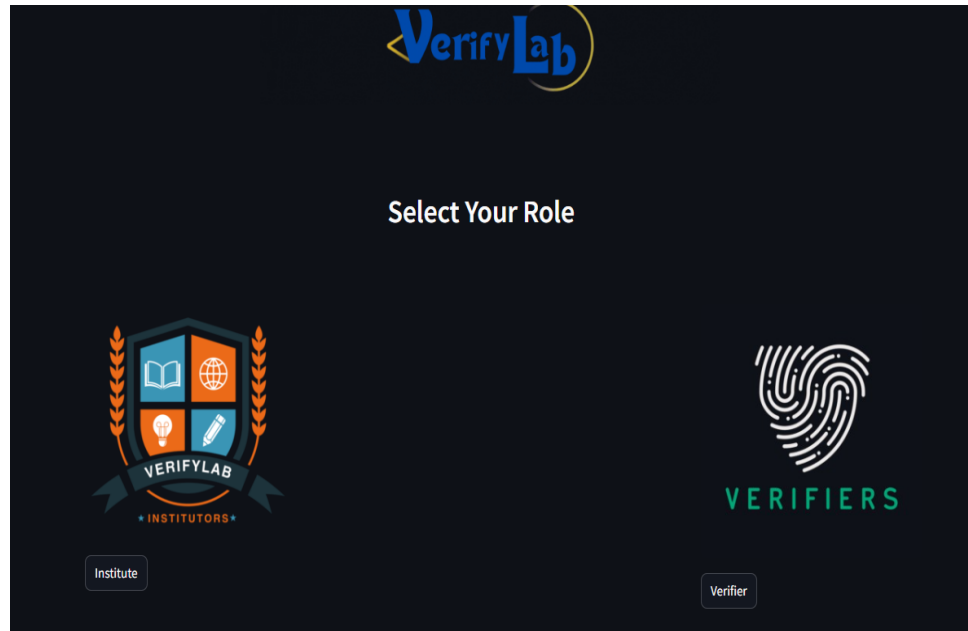 VerifyLab
Select Your Role
VERIFYLAB
*INSTITUTORS*
VERIFIERS
Institute
Verifier